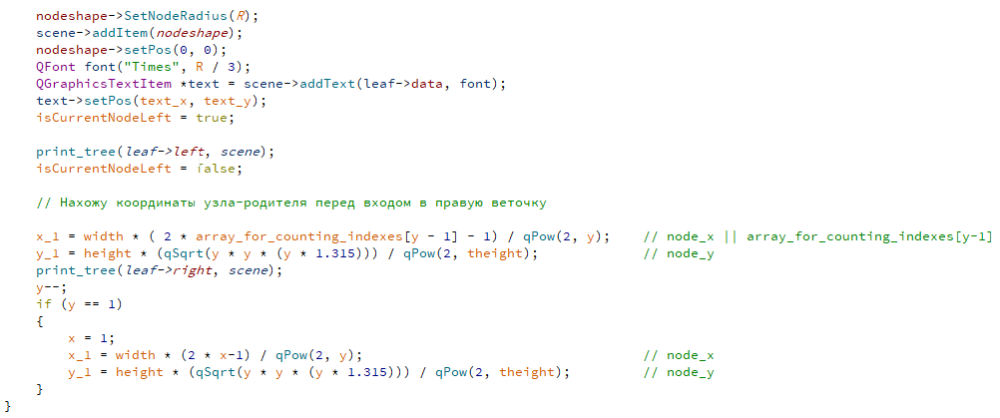 nodeshape->SetNodeRadius(R);
scene->addItem(nodeshape);
nodeshape->setPos(0, 0);
QFont font("Times", R / 3);
QGraphicsTextItem *text = scene->addText(leaf->data, font);
text->setPos(text_x, text_y);
isCurrentNodeLeft = true;
print_tree(leaf->left, scene);
isCurrentNodeLeft = false;
// Нахожу координаты узла-родителя перед входом в правую веточку
x_1 = width * ( 2 * array_for_counting_indexes[y - 1] - 1) / qPow(2, y);    // node_x || array_for_counting_indexes[y-1]
y_1 = height * (qSqrt(y * y * (y * 1.315))) / qPow(2, theight);             // node_y
print_tree(leaf->right, scene);
y--;
if (y == 1)
{
x = 1;
x_1 = width * (2 * x-1) / qPow(2, y);                                   // node_x
y_1 = height * (qSqrt(y * y * (y * 1.315))) / qPow(2, theight);         // node_y
}
}